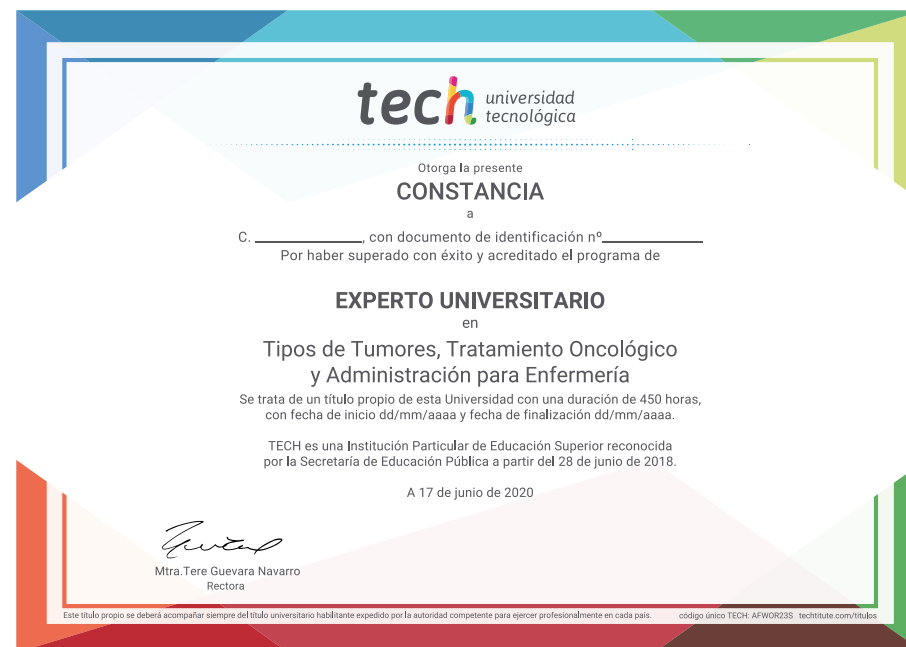 tech universidad
tecnológica
Otorga la presente
CONSTANCIA
a
C. ____________, con documento de identificación nº____________
Por haber superado con éxito y acreditado el programa de
EXPERTO UNIVERSITARIO
en
Tipos de Tumores, Tratamiento Oncológico
y Administración para Enfermería
Se trata de un título propio de esta Universidad con una duración de 450 horas,
con fecha de inicio dd/mm/aaaa y fecha de finalización dd/mm/aaaa.
TECH es una Institución Particular de Educación Superior reconocida
por la Secretaría de Educación Pública a partir del 28 de junio de 2018.
A 17 de junio de 2020
Mtra.Tere Guevara Navarro
Rectora
Este título propio se deberá acompañar siempre del título universitario habilitante expedido por la autoridad competente para ejercer profesionalmente en cada país. código único TECH: AFWOR23S techtitute.com/titulos